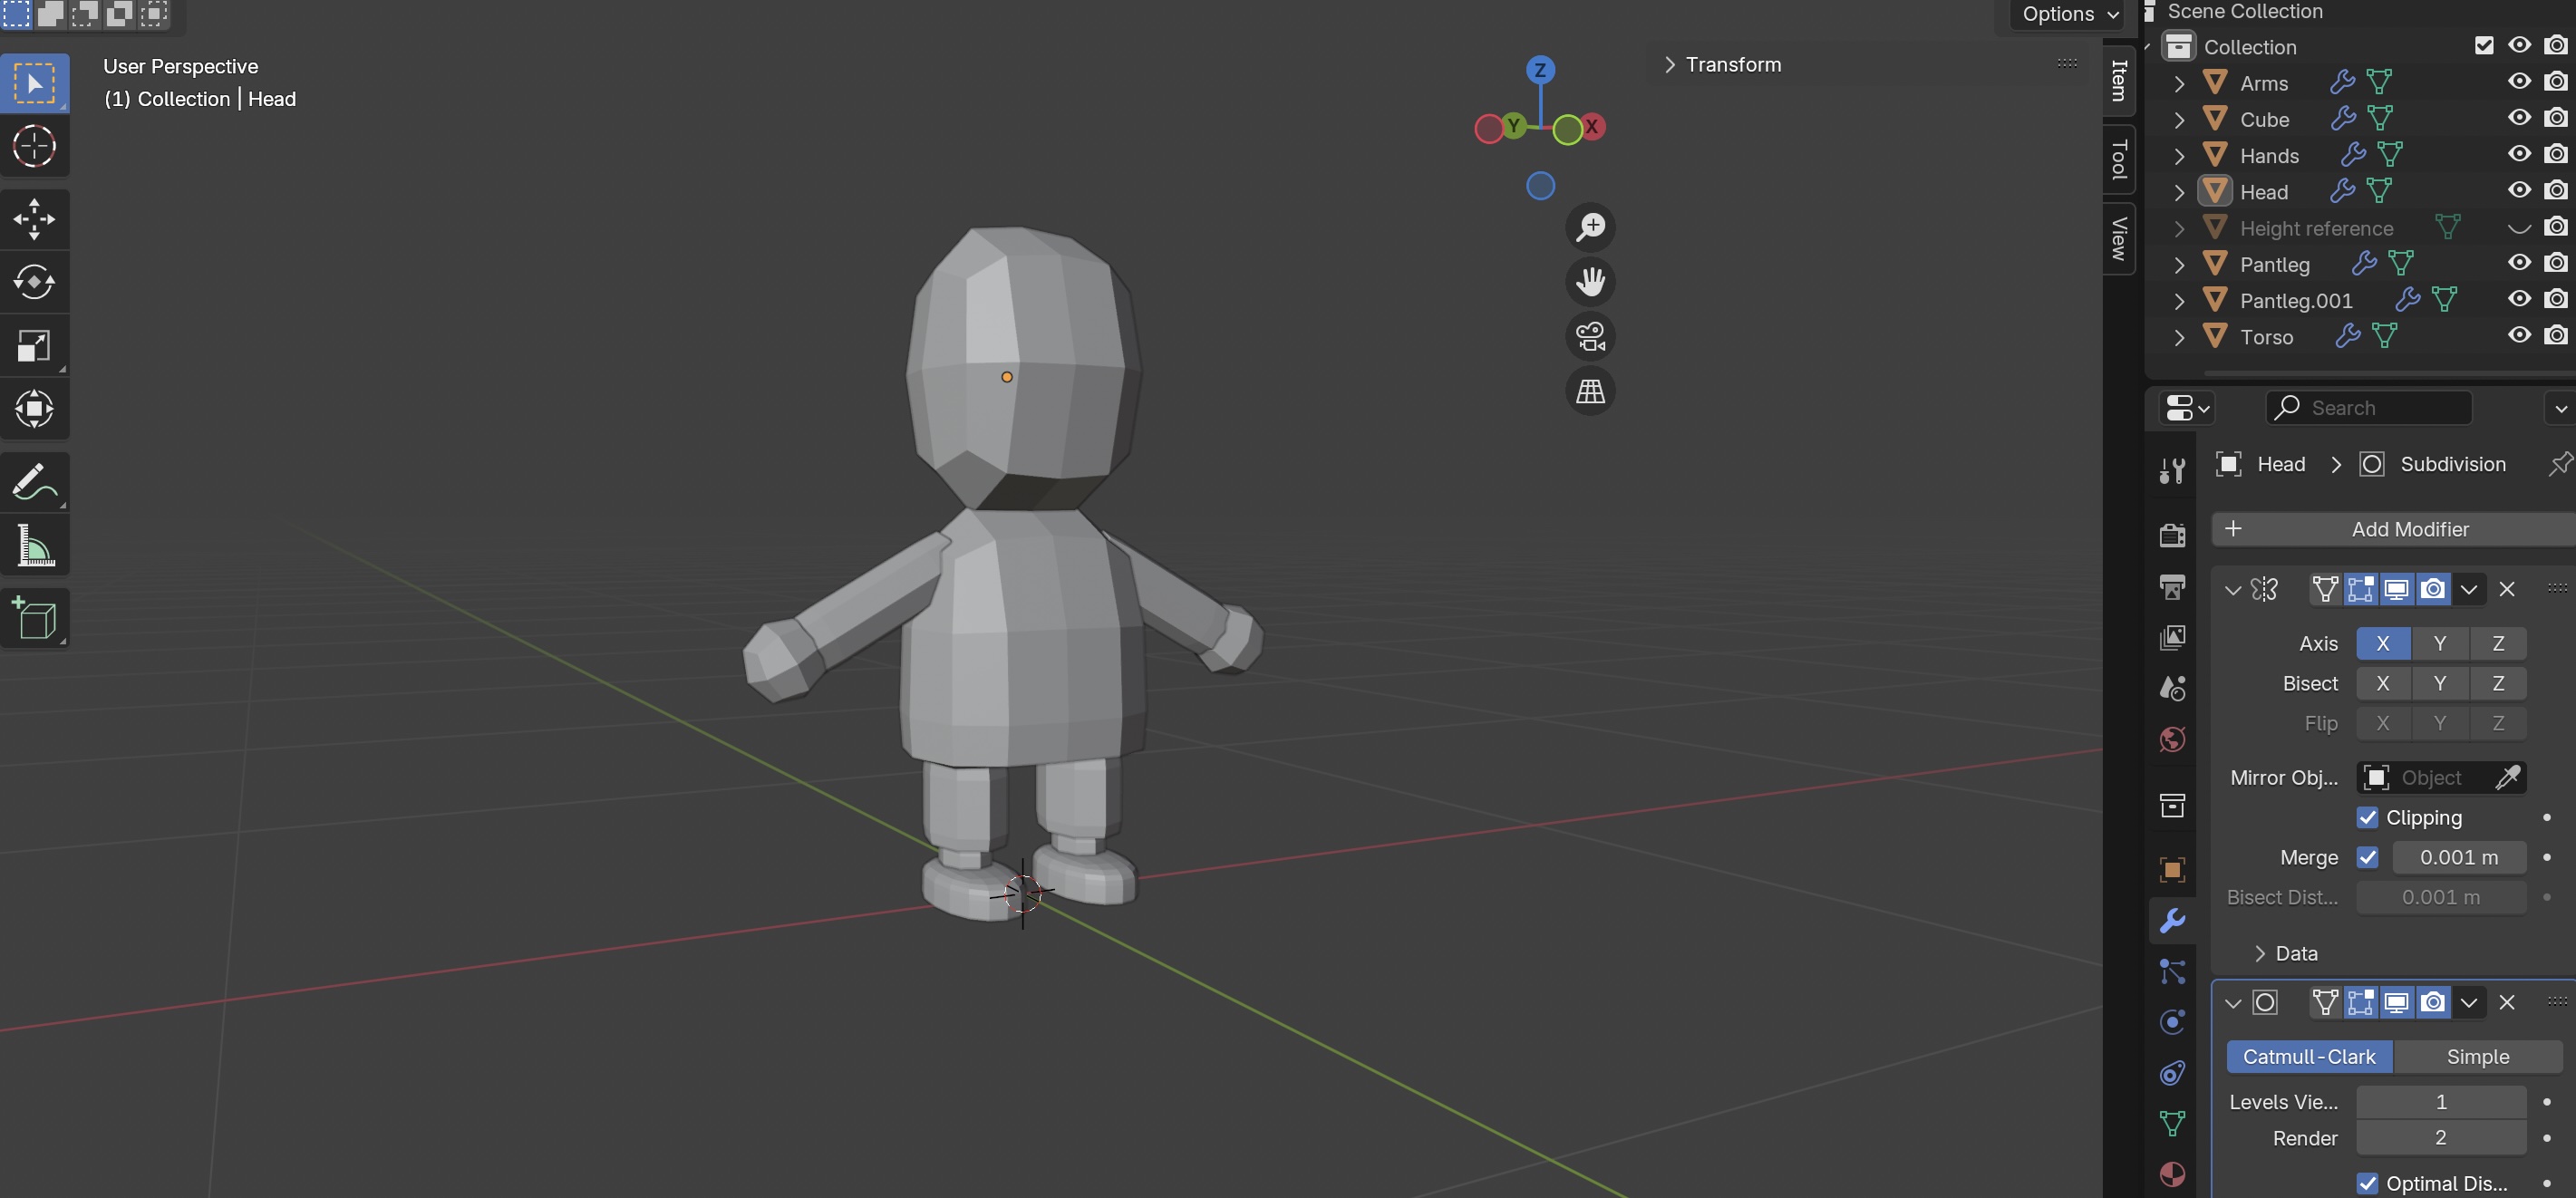 Options
User Perspective
(1) Collection | Head
Z
Y
X
Transform
Item
Tool
View
Scene Collection
Collection
Arms
Cube
Hands
Head
Height reference
Pantleg
Pantleg.001
Torso
Search
Head > Subdivision
+ Add Modifier
Axis X Y Z
Bisect X Y Z
Flip X Y Z
Mirror Obj... Object
Clipping
Merge 0.001 m
Bisect Dist... 0.001 m
Data
Catmull-Clark Simple
Levels Vie... 1
Render 2
Optimal Dis...